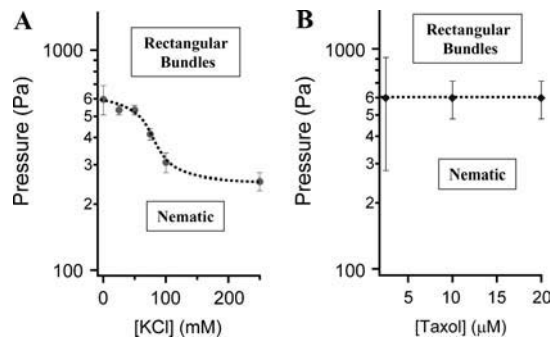 A
Pressure (Pa)
1000
6
5
4
3
2
100
Rectangular
Bundles
Nematic
0
100
200
[KCl] (mM)
B
Pressure (Pa)
1000
6
5
4
3
2
100
Rectangular
Bundles
Nematic
5
10
15
20
[Taxol] (μM)